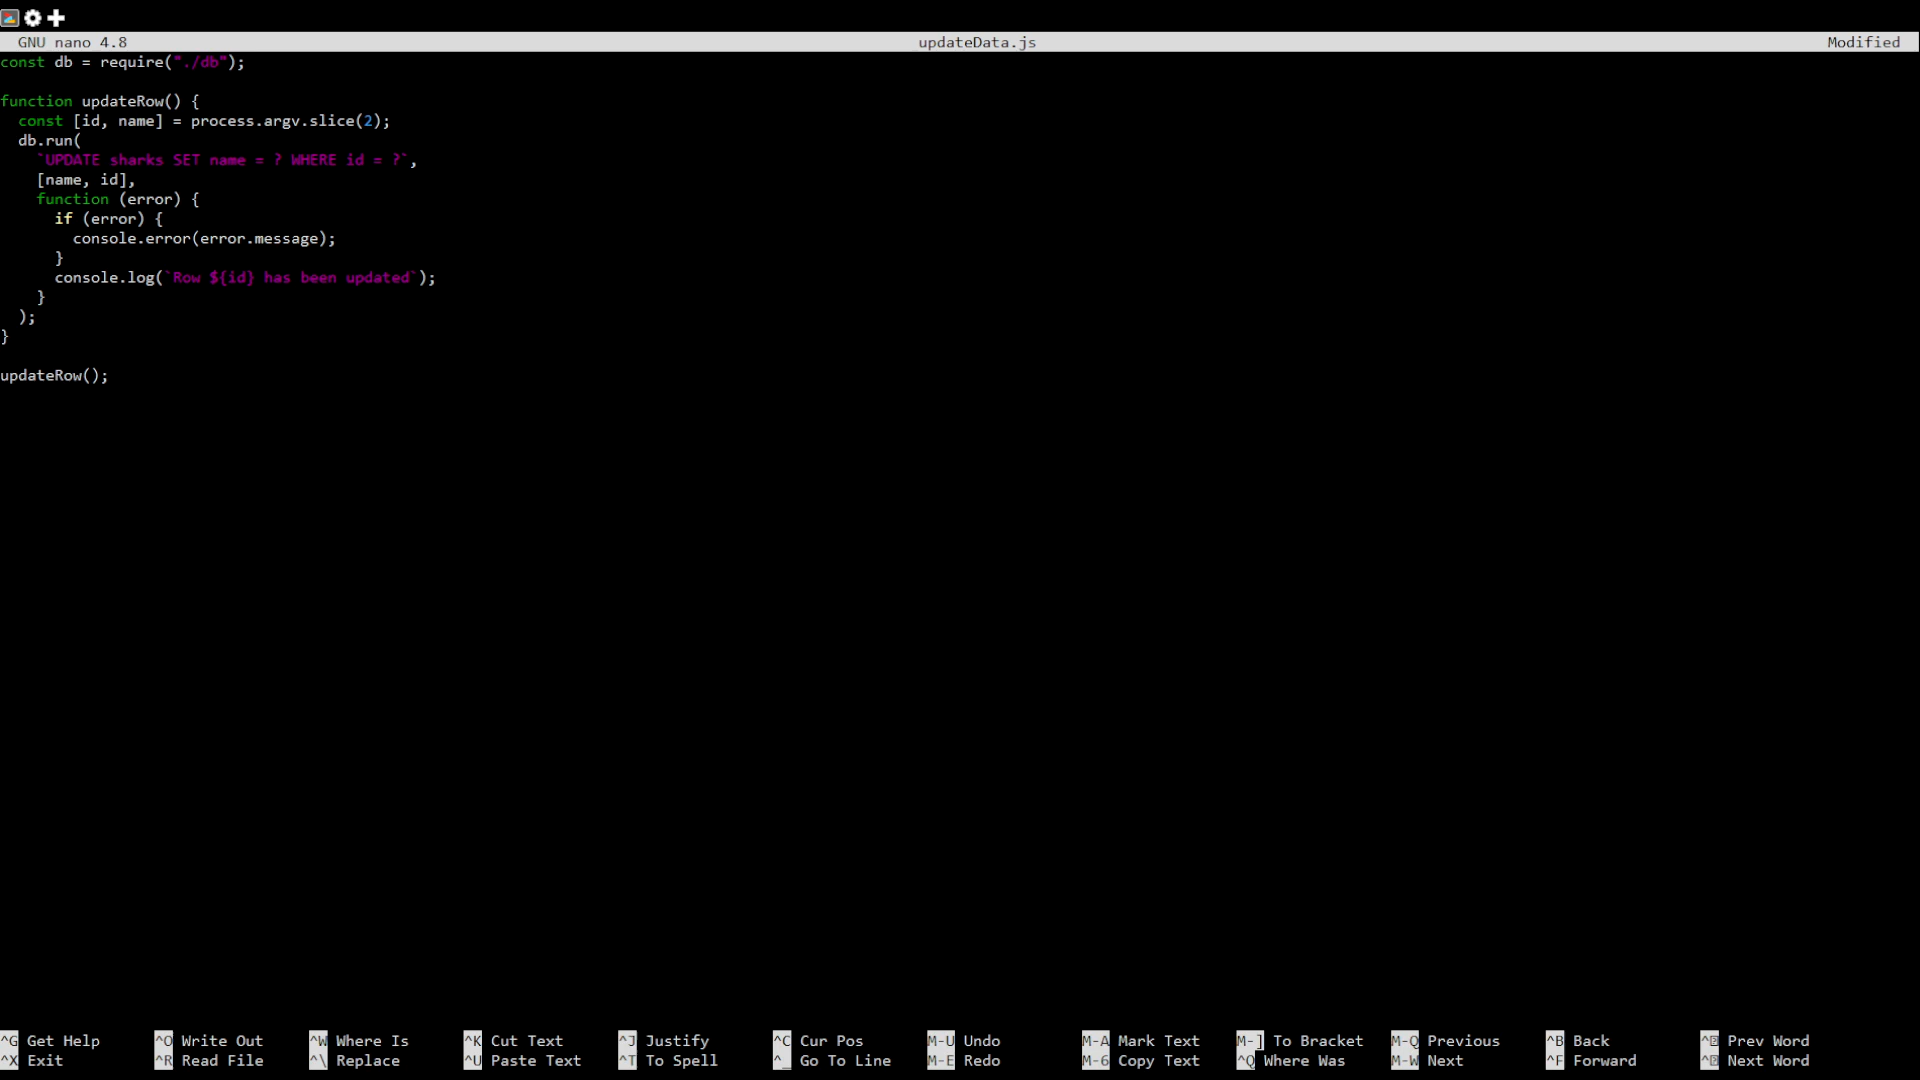 GNU nano 4.8 updateData.js Modified
const db = require("./db");
function updateRow() {
  const [id, name] = process.argv.slice(2);
  db.run(
    `UPDATE sharks SET name = ? WHERE id = ?`,
    [name, id],
    function (error) {
      if (error) {
        console.error(error.message);
      }
      console.log(`Row ${id} has been updated`);
    }
  );
}
updateRow();
^G Get Help ^O Write Out ^W Where Is ^K Cut Text ^J Justify ^C Cur Pos M-U Undo M-A Mark Text M-] To Bracket M-Q Previous ^B Back Prev Word
^X Exit ^R Read File ^\ Replace ^U Paste Text ^T To Spell ^_ Go To Line M-E Redo M-6 Copy Text ^Q Where Was M-W Next ^F Forward Next Word